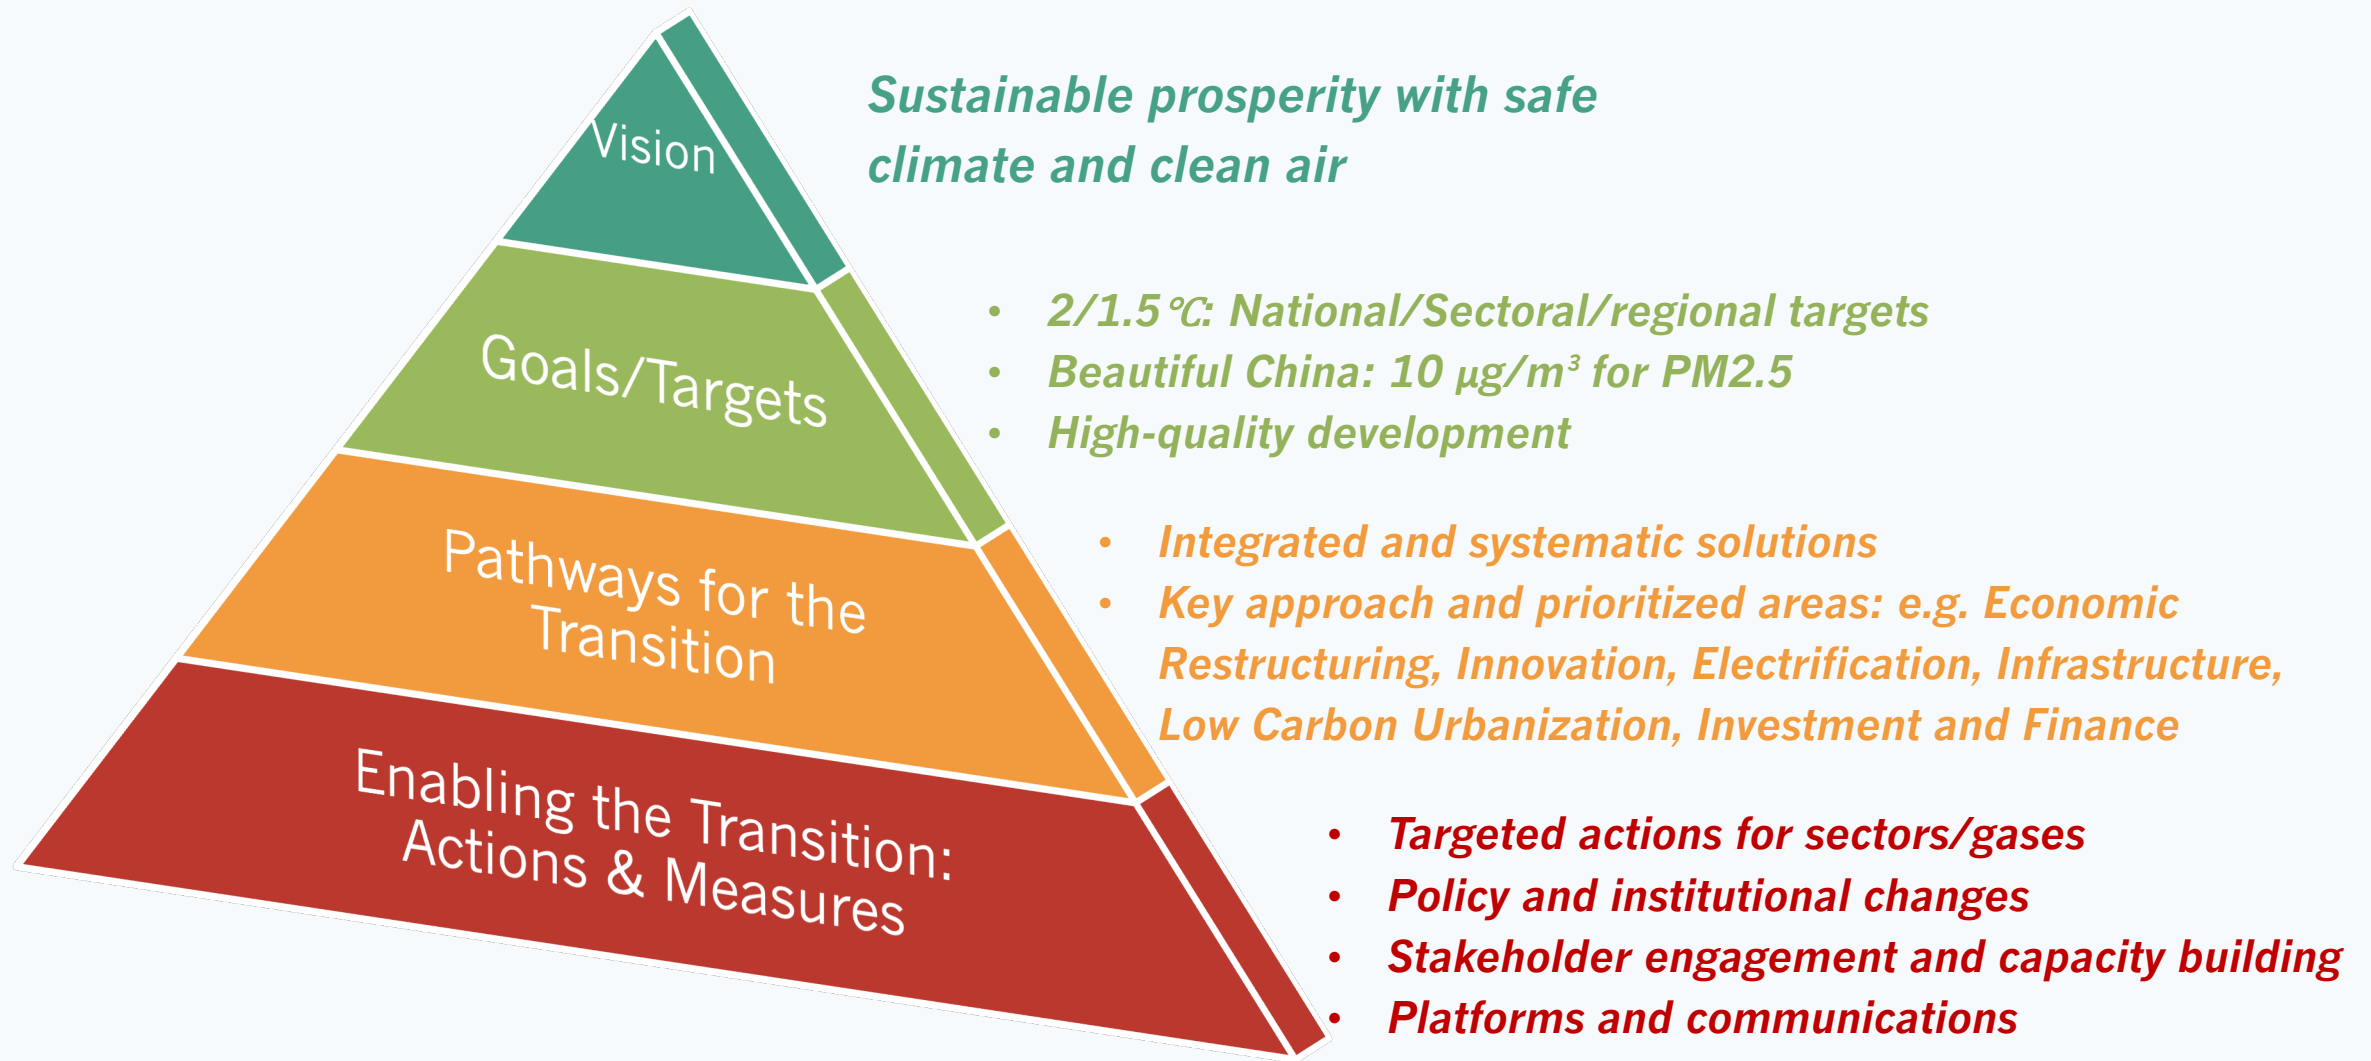 Vision
Sustainable prosperity with safe
climate and clean air
Goals/Targets
• 2/1.5℃: National/Sectoral/regional targets
• Beautiful China: 10 μg/m³ for PM2.5
• High-quality development
Pathways for the
Transition
• Integrated and systematic solutions
• Key approach and prioritized areas: e.g. Economic
Restructuring, Innovation, Electrification, Infrastructure,
Low Carbon Urbanization, Investment and Finance
Enabling the Transition:
Actions & Measures
• Targeted actions for sectors/gases
• Policy and institutional changes
• Stakeholder engagement and capacity building
• Platforms and communications